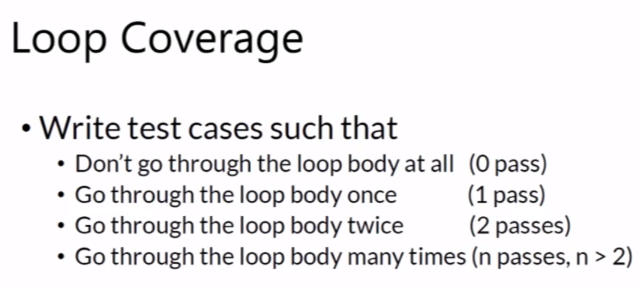 Loop Coverage
• Write test cases such that
• Don't go through the loop body at all (0 pass)
• Go through the loop body once (1 pass)
• Go through the loop body twice (2 passes)
• Go through the loop body many times (n passes, n > 2)